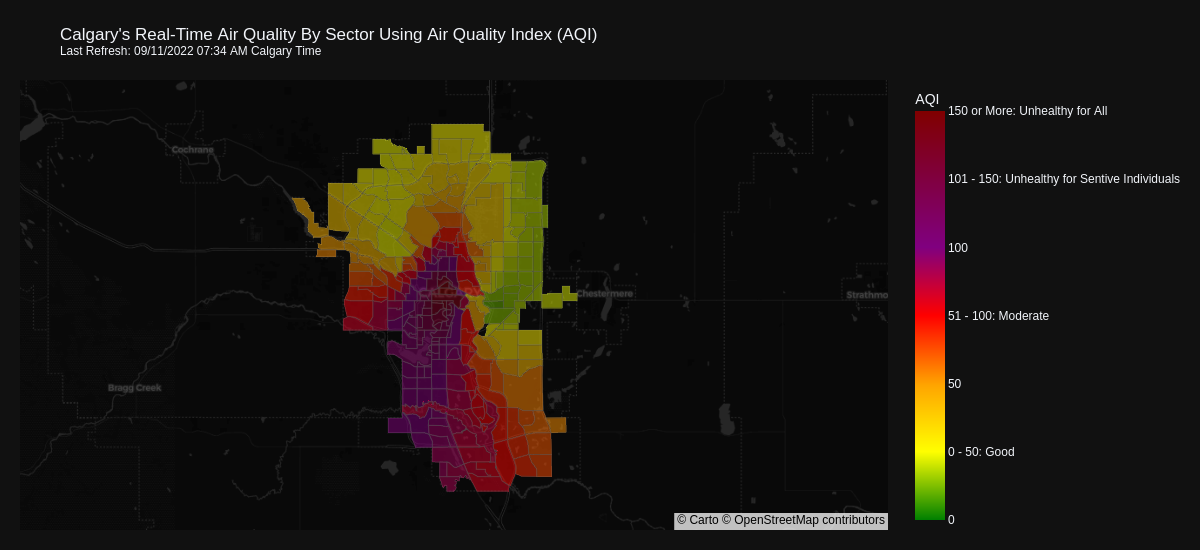 Calgary's Real-Time Air Quality By Sector Using Air Quality Index (AQI)
Last Refresh: 09/11/2022 07:34 AM Calgary Time
AQI
150 or More: Unhealthy for All
101 - 150: Unhealthy for Sentive Individuals
100
51 - 100: Moderate
50
0 - 50: Good
0
Cochrane
Chestermere
Strathmo
Bragg Creek
© Carto © OpenStreetMap contributors